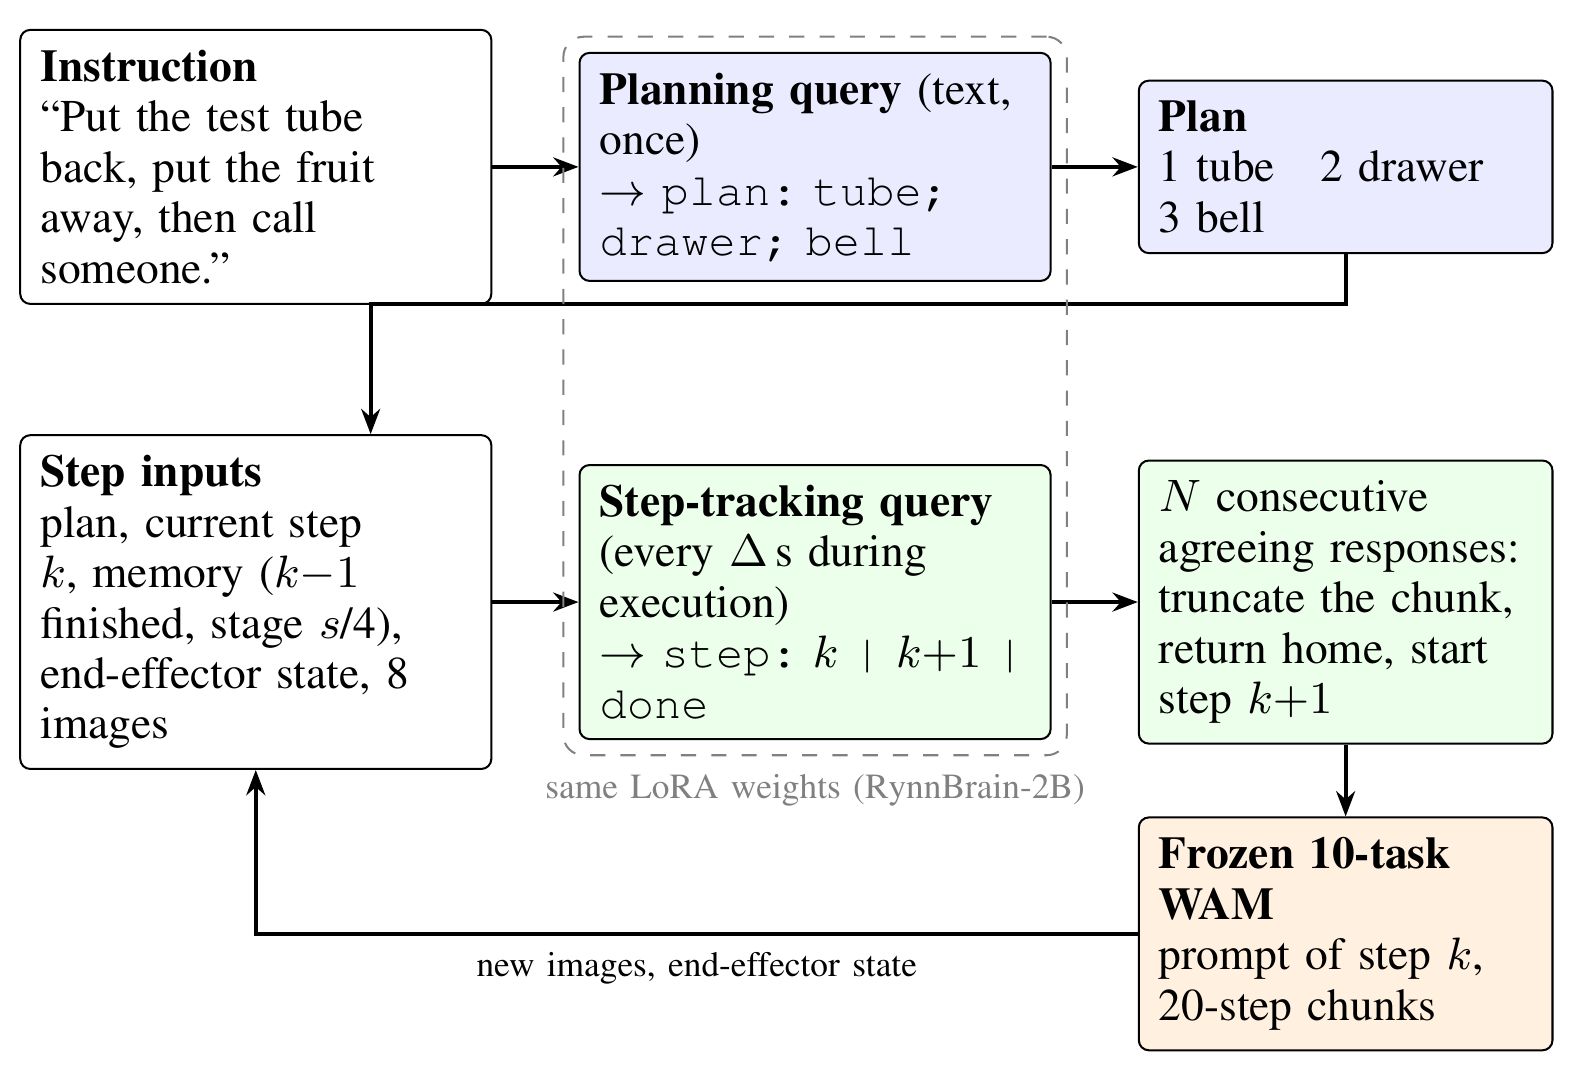 Instruction
“Put the test tube
back, put the fruit
away, then call
someone.”
Planning query (text,
once)
→ plan: tube;
drawer; bell
Plan
1 tube 2 drawer
3 bell
Step inputs
plan, current step
k, memory (k−1
finished, stage s/4),
end-effector state, 8
images
Step-tracking query
(every Δ s during
execution)
→ step: k | k+1 |
done
N consecutive
agreeing responses:
truncate the chunk,
return home, start
step k+1
same LoRA weights (RynnBrain-2B)
Frozen 10-task
WAM
prompt of step k,
20-step chunks
new images, end-effector state